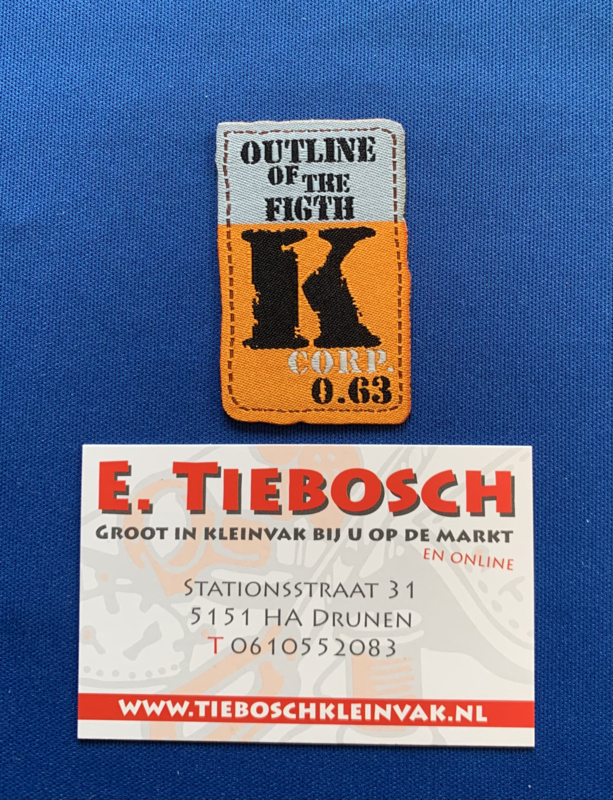 OUTLINE
OF THE
FIGTH
K
CORP.
0.63
E. TIEBOSCH
GROOT IN KLEINVAK BIJ U OP DE MARKT
EN ONLINE
STATIONSSTRAAT 31
5151 HA DRUNEN
T 0610552083
WWW.TIEBOSCHKLEINVAK.NL